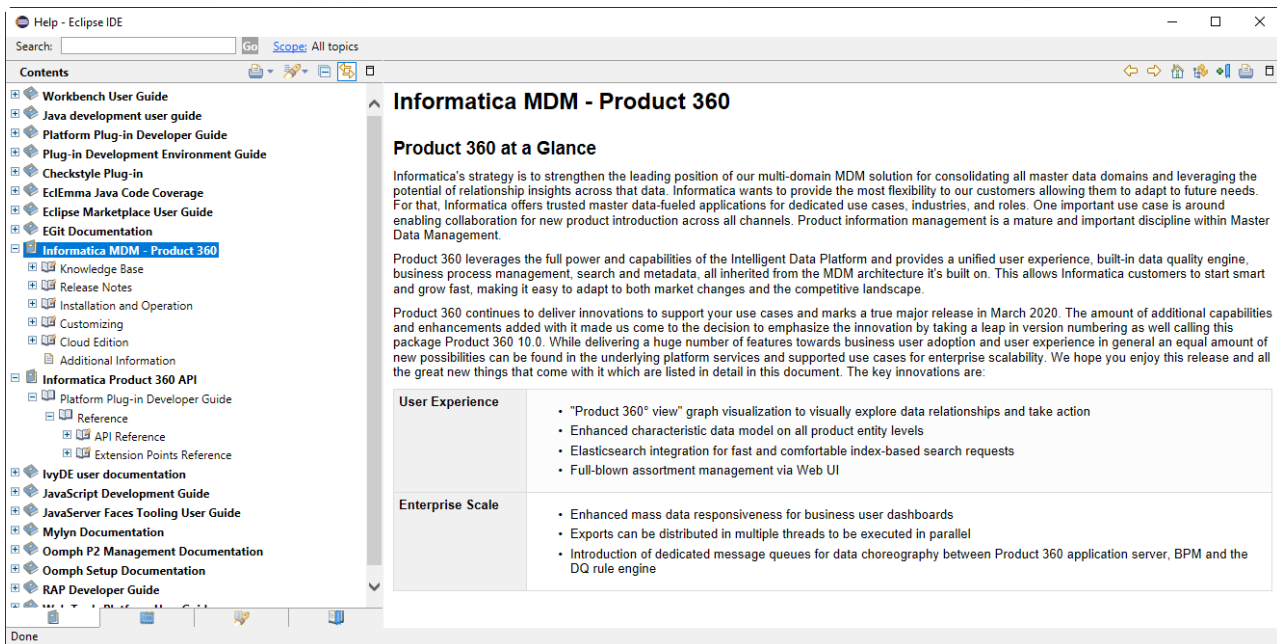 Help - Eclipse IDE
Search:
Go
Scope: All topics
Contents
Workbench User Guide
Java development user guide
Platform Plug-in Developer Guide
Plug-in Development Environment Guide
Checkstyle Plug-in
EclEmma Java Code Coverage
Eclipse Marketplace User Guide
EGit Documentation
Informatica MDM - Product 360
Knowledge Base
Release Notes
Installation and Operation
Customizing
Cloud Edition
Additional Information
Informatica Product 360 API
Platform Plug-in Developer Guide
Reference
API Reference
Extension Points Reference
IvyDE user documentation
JavaScript Development Guide
JavaServer Faces Tooling User Guide
Mylyn Documentation
Oomph P2 Management Documentation
Oomph Setup Documentation
RAP Developer Guide
Informatica MDM - Product 360
Product 360 at a Glance
Informatica's strategy is to strengthen the leading position of our multi-domain MDM solution for consolidating all master data domains and leveraging the
potential of relationship insights across that data. Informatica wants to provide the most flexibility to our customers allowing them to adapt to future needs.
For that, Informatica offers trusted master data-fueled applications for dedicated use cases, industries, and roles. One important use case is around
enabling collaboration for new product introduction across all channels. Product information management is a mature and important discipline within Master
Data Management.
Product 360 leverages the full power and capabilities of the Intelligent Data Platform and provides a unified user experience, built-in data quality engine,
business process management, search and metadata, all inherited from the MDM architecture it's built on. This allows Informatica customers to start smart
and grow fast, making it easy to adapt to both market changes and the competitive landscape.
Product 360 continues to deliver innovations to support your use cases and marks a true major release in March 2020. The amount of additional capabilities
and enhancements added with it made us come to the decision to emphasize the innovation by taking a leap in version numbering as well calling this
package Product 360 10.0. While delivering a huge number of features towards business user adoption and user experience in general an equal amount of
new possibilities can be found in the underlying platform services and supported use cases for enterprise scalability. We hope you enjoy this release and all
the great new things that come with it which are listed in detail in this document. The key innovations are:
User Experience
• "Product 360° view" graph visualization to visually explore data relationships and take action
• Enhanced characteristic data model on all product entity levels
• Elasticsearch integration for fast and comfortable index-based search requests
• Full-blown assortment management via Web UI
Enterprise Scale
• Enhanced mass data responsiveness for business user dashboards
• Exports can be distributed in multiple threads to be executed in parallel
• Introduction of dedicated message queues for data choreography between Product 360 application server, BPM and the
DQ rule engine
Done